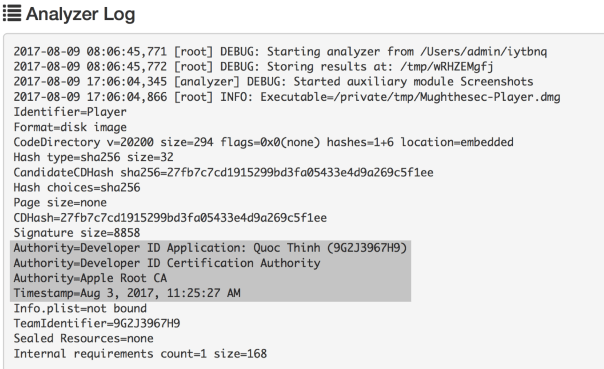 Analyzer Log
2017-08-09 08:06:45,771 [root] DEBUG: Starting analyzer from /Users/admin/iytbnq
2017-08-09 08:06:45,772 [root] DEBUG: Storing results at: /tmp/wRHZEMgfj
2017-08-09 17:06:04,345 [analyzer] DEBUG: Started auxiliary module Screenshots
2017-08-09 17:06:04,866 [root] INFO: Executable=/private/tmp/Mughthesec-Player.dmg
Identifier=Player
Format=disk image
CodeDirectory v=20200 size=294 flags=0x0(none) hashes=1+6 location=embedded
Hash type=sha256 size=32
CandidateCDHash sha256=27fb7c7cd1915299bd3fa05433e4d9a269c5f1ee
Hash choices=sha256
Page size=none
CDHash=27fb7c7cd1915299bd3fa05433e4d9a269c5f1ee
Signature size=8858
Authority=Developer ID Application: Quoc Thinh (9G2J3967H9)
Authority=Developer ID Certification Authority
Authority=Apple Root CA
Timestamp=Aug 3, 2017, 11:25:27 AM
Info.plist=not bound
TeamIdentifier=9G2J3967H9
Sealed Resources=none
Internal requirements count=1 size=168